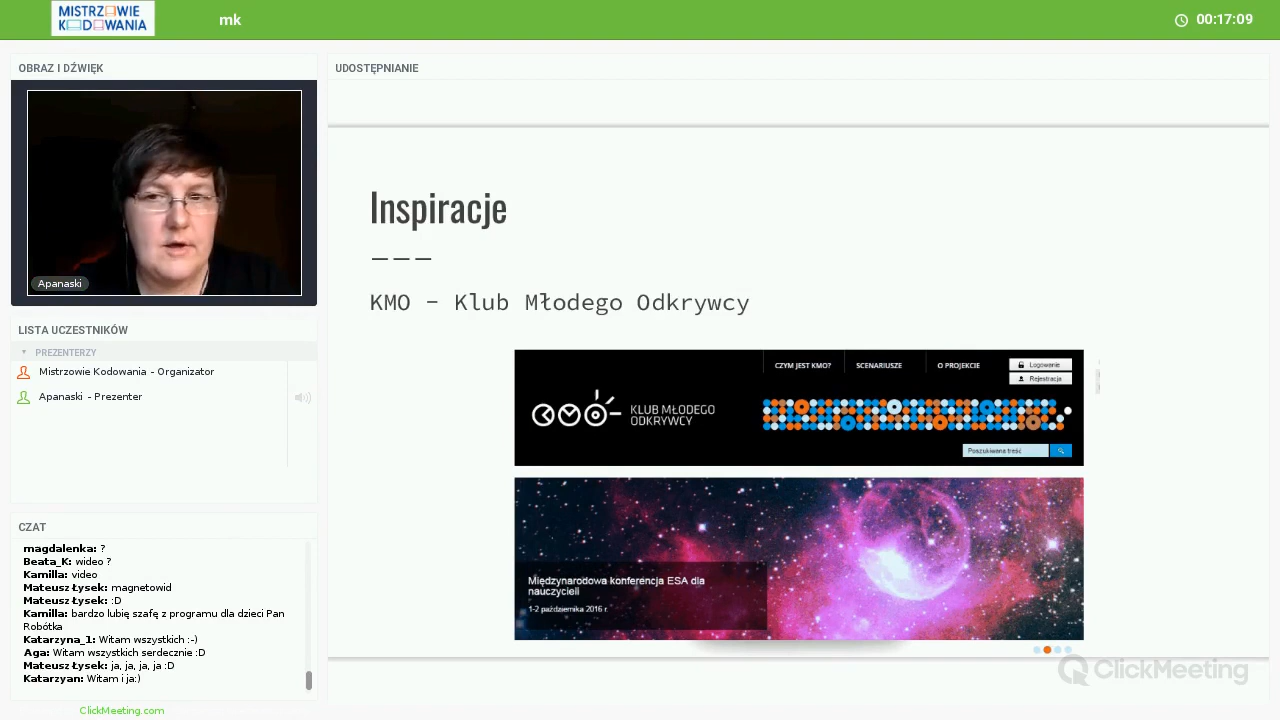 MISTRZOWIE
KODOWANIA
mk
00:17:09
OBRAZ I DŹWIĘK
UDOSTĘPNIANIE
Apanaski
LISTA UCZESTNIKÓW
PREZENTERZY
Mistrzowie Kodowania - Organizator
Apanaski - Prezenter
CZAT
magdalenka: ?
Beata_K: wideo ?
Kamilla: video
Mateusz Łysek: magnetowid
Mateusz Łysek: :D
Kamilla: bardzo lubię szafę z programu dla dzieci Pan
Robótka
Katarzyna_1: Witam wszystkich :-)
Aga: Witam wszystkich serdecznie :D
Mateusz Łysek: ja, ja, ja, ja :D
Katarzyan: Witam i ja:)
ClickMeeting.com
Inspiracje
---
KMO - Klub Młodego Odkrywcy
CZYM JEST KMO?
SCENARIUSZE
O PROJEKCIE
Logowanie
Rejestracja
KMO
KLUB MŁODEGO
ODKRYWCY
Poszukiwana treść
Międzynarodowa konferencja ESA dla
nauczycieli
1-2 października 2016 r.
ClickMeeting